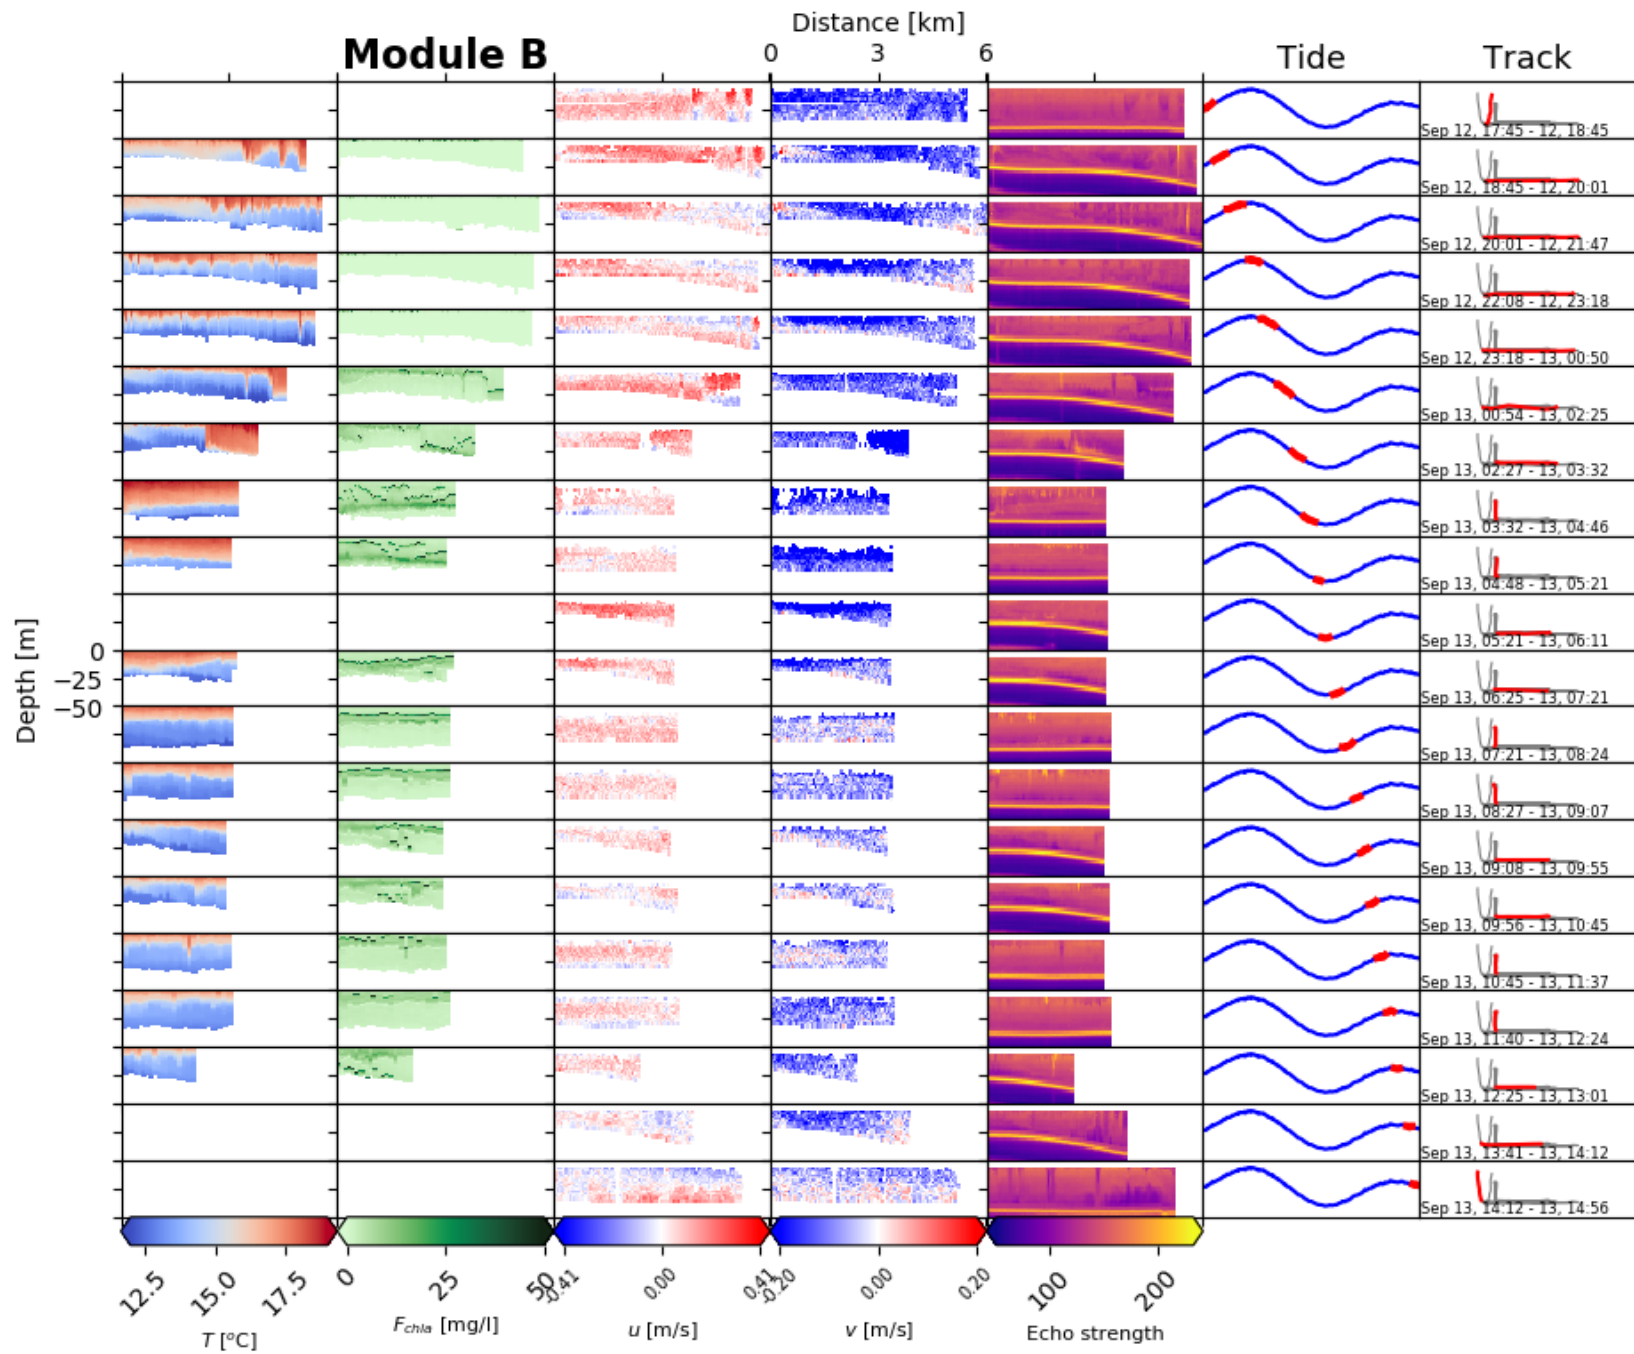 Distance [km]
Module B
0 3 6
Tide
Track
Sep 12, 17:45 - 12, 18:45
Sep 12, 18:45 - 12, 20:01
Sep 12, 20:01 - 12, 21:47
Sep 12, 22:08 - 12, 23:18
Sep 12, 23:18 - 13, 00:50
Sep 13, 00:54 - 13, 02:25
Sep 13, 02:27 - 13, 03:32
Sep 13, 03:32 - 13, 04:46
Sep 13, 04:48 - 13, 05:21
Sep 13, 05:21 - 13, 06:11
Depth [m]
0
−25
−50
Sep 13, 06:25 - 13, 07:21
Sep 13, 07:21 - 13, 08:24
Sep 13, 08:27 - 13, 09:07
Sep 13, 09:08 - 13, 09:55
Sep 13, 09:56 - 13, 10:45
Sep 13, 10:45 - 13, 11:37
Sep 13, 11:40 - 13, 12:24
Sep 13, 12:25 - 13, 13:01
Sep 13, 13:41 - 13, 14:12
Sep 13, 14:12 - 13, 14:56
12.5 15.0 17.5
T [°C]
0 25 50
F_chla [mg/l]
-0.41 0.00 0.41
u [m/s]
-0.20 0.00 0.20
v [m/s]
100 200
Echo strength